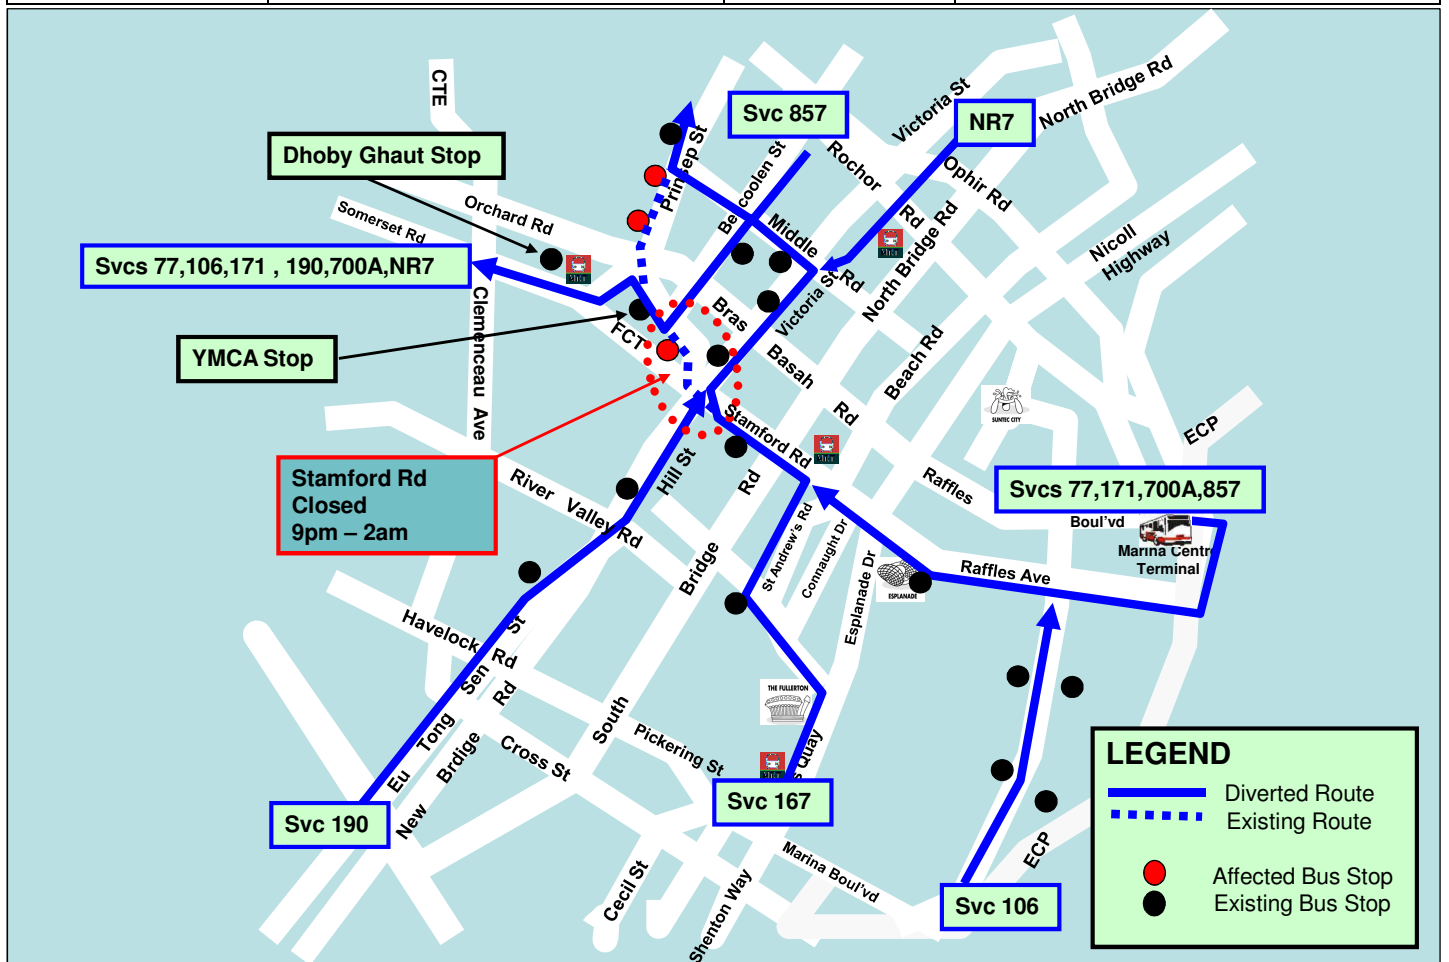 CTE
Svc 857
NR7
Victoria St
North Bridge Rd
Dhoby Ghaut Stop
Prinsep St
Be coolen St
Rochor
Rd
Ophir Rd
Orchard Rd
Somerset Rd
Svcs 77,106,171 , 190,700A,NR7
Middle
Rd
North Bridge Rd
Nicoll
Highway
Clemenceau Ave
Victoria St
Bras
Basah
Rd
FCT
YMCA Stop
Beach Rd
SUNTEC CITY
ECP
Stamford Rd
Stamford Rd
Closed
9pm – 2am
Hill St
River Valley Rd
Rd
Bridge
South
Raffles
Boul'vd
Svcs 77,171,700A,857
Marina Centre
Terminal
St Andrew's Rd
Connaught Dr
Esplanade Dr
ESPLANADE
Raffles Ave
Havelock Rd
Eu Tong Sen St
New Brdige Rd
Cross St
Pickering St
THE FULLERTON
s Quay
Svc 190
Svc 167
Marina Boul'vd
Cecil St
Shenton Way
Svc 106
ECP
LEGEND
Diverted Route
Existing Route
Affected Bus Stop
Existing Bus Stop